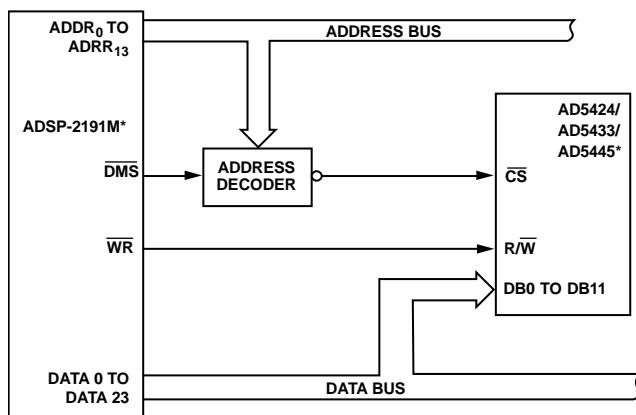 ADDR0 TO
ADRR13
ADDRESS BUS
ADSP-2191M*
AD5424/
AD5433/
AD5445*
DMS
ADDRESS
DECODER
CS
WR
R/W
DB0 TO DB11
DATA 0 TO
DATA 23
DATA BUS